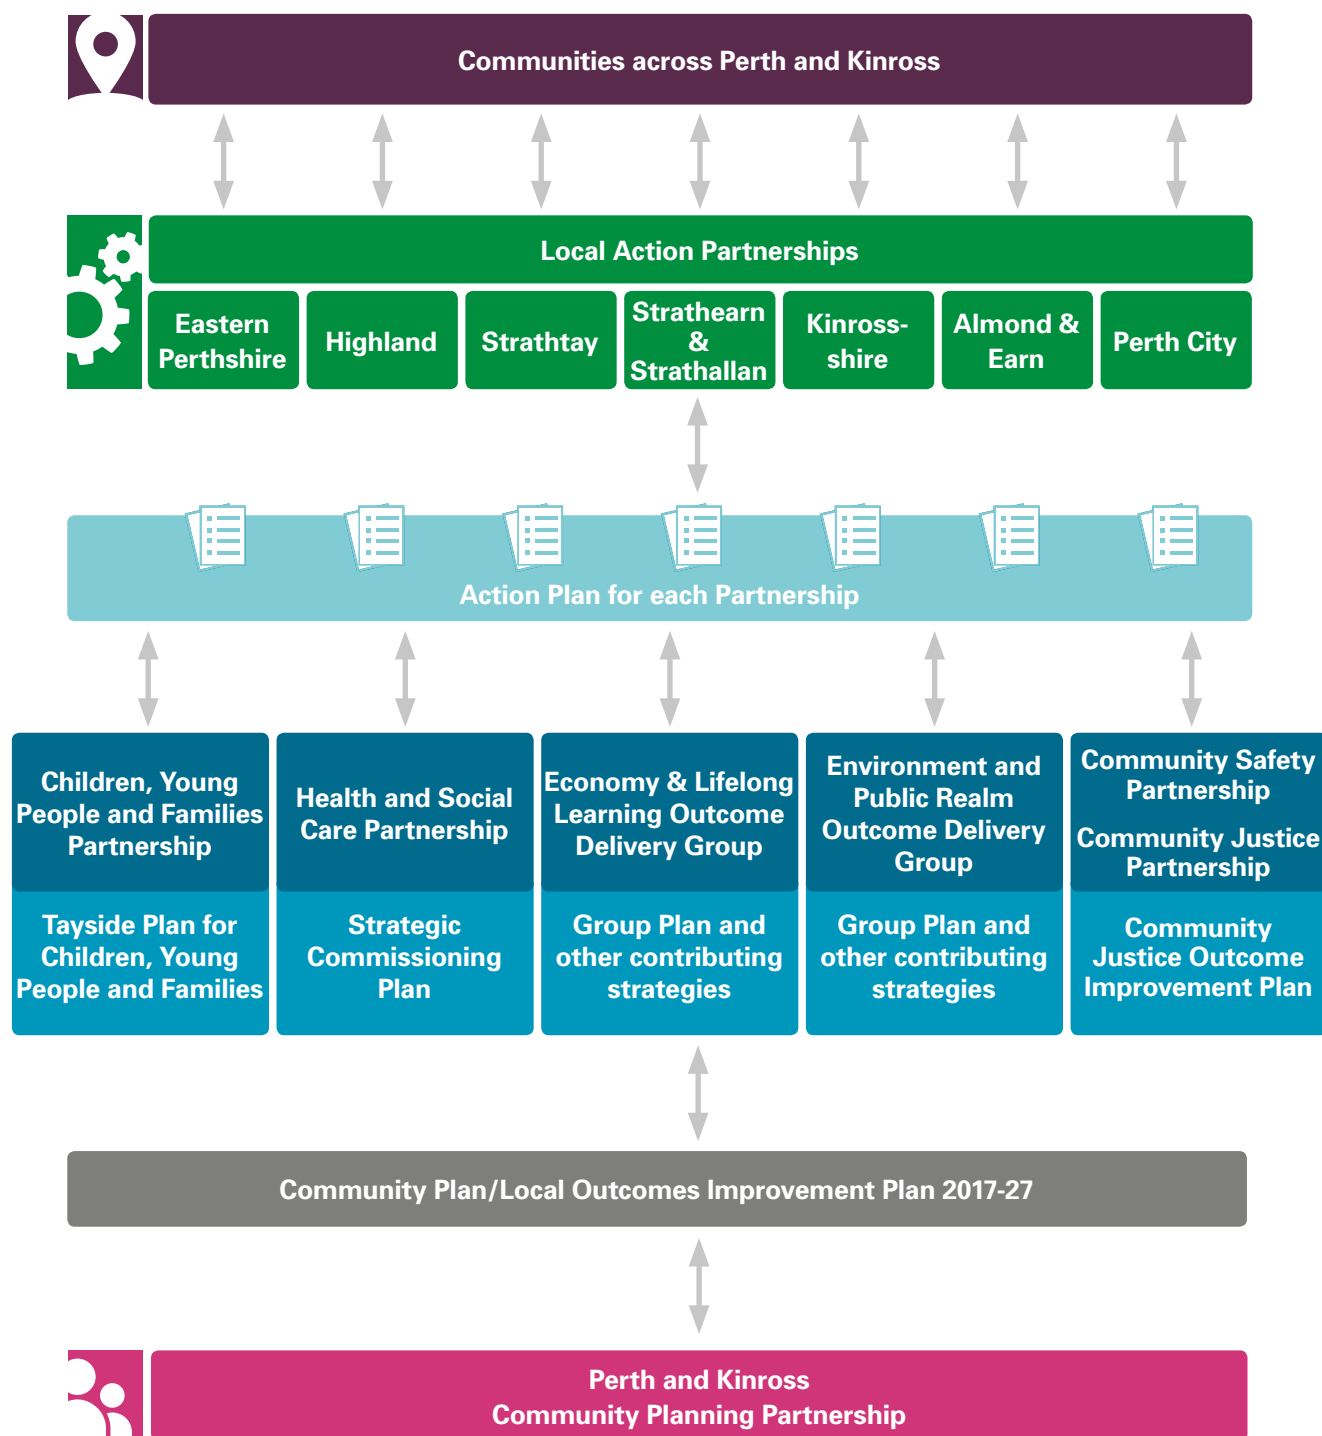 Communities across Perth and Kinross
Local Action Partnerships
Eastern
Perthshire
Highland
Strathtay
Strathearn
&
Strathallan
Kinross-
shire
Almond &
Earn
Perth City
Action Plan for each Partnership
Children, Young
People and Families
Partnership
Health and Social
Care Partnership
Economy & Lifelong
Learning Outcome
Delivery Group
Environment and
Public Realm
Outcome Delivery
Group
Community Safety
Partnership
Community Justice
Partnership
Tayside Plan for
Children, Young
People and Families
Strategic
Commissioning
Plan
Group Plan and
other contributing
strategies
Group Plan and
other contributing
strategies
Community
Justice Outcome
Improvement Plan
Community Plan/Local Outcomes Improvement Plan 2017-27
Perth and Kinross
Community Planning Partnership